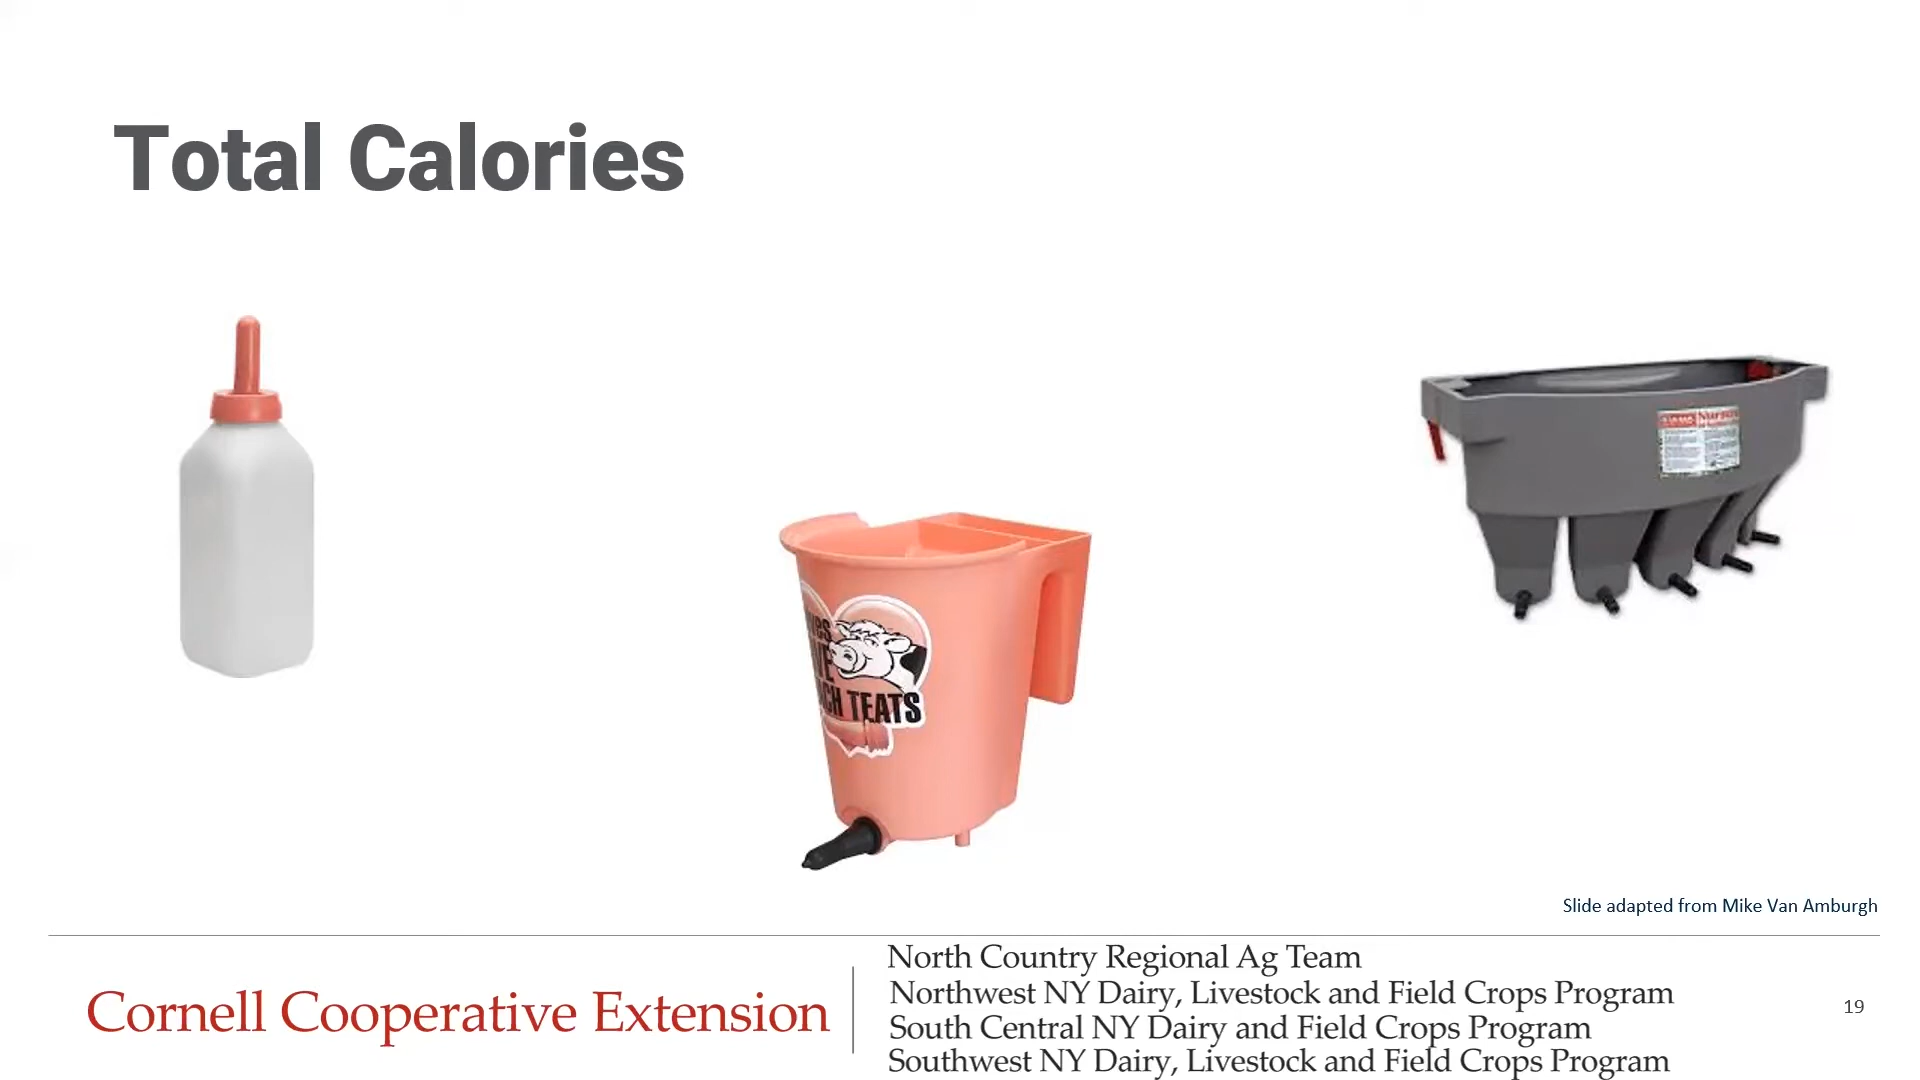 Total Calories
TEATS
Slide adapted from Mike Van Amburgh
Cornell Cooperative Extension
North Country Regional Ag Team
Northwest NY Dairy, Livestock and Field Crops Program
South Central NY Dairy and Field Crops Program
Southwest NY Dairy, Livestock and Field Crops Program
19